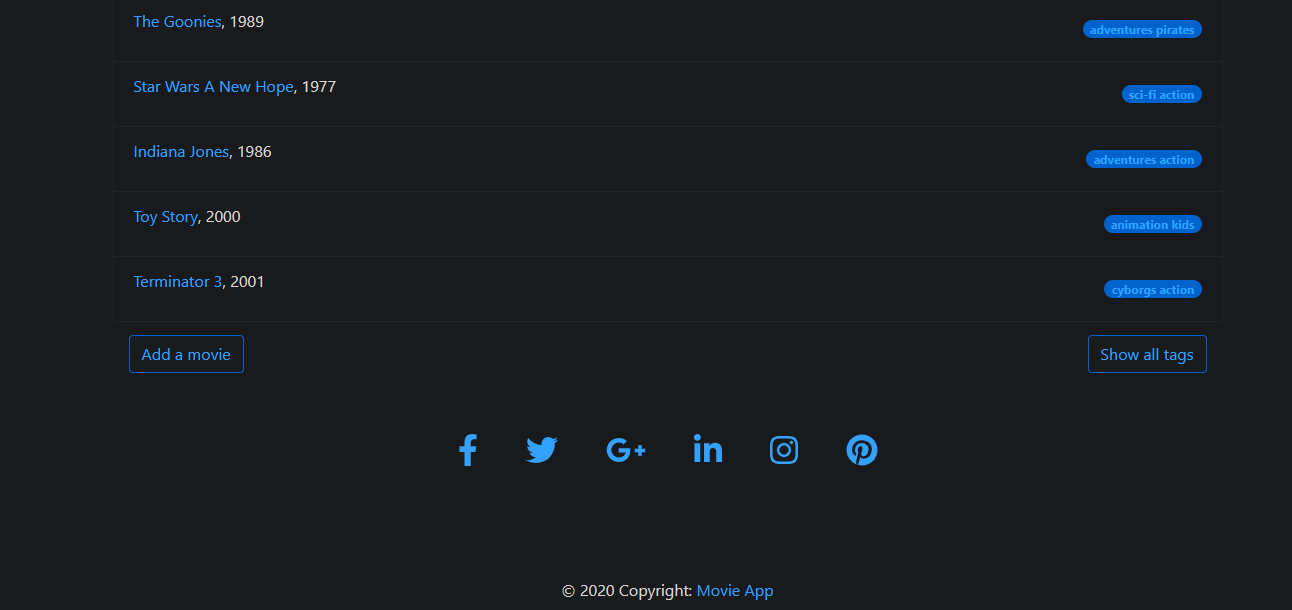 The Goonies, 1989
adventures pirates
Star Wars A New Hope, 1977
sci-fi action
Indiana Jones, 1986
adventures action
Toy Story, 2000
animation kids
Terminator 3, 2001
cyborgs action
Add a movie
Show all tags
© 2020 Copyright: Movie App